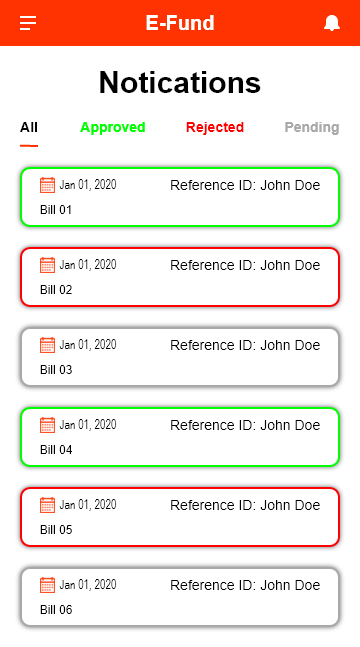 E-Fund
Notications
All Approved Rejected Pending
Jan 01, 2020 Reference ID: John Doe
Bill 01
Jan 01, 2020 Reference ID: John Doe
Bill 02
Jan 01, 2020 Reference ID: John Doe
Bill 03
Jan 01, 2020 Reference ID: John Doe
Bill 04
Jan 01, 2020 Reference ID: John Doe
Bill 05
Jan 01, 2020 Reference ID: John Doe
Bill 06